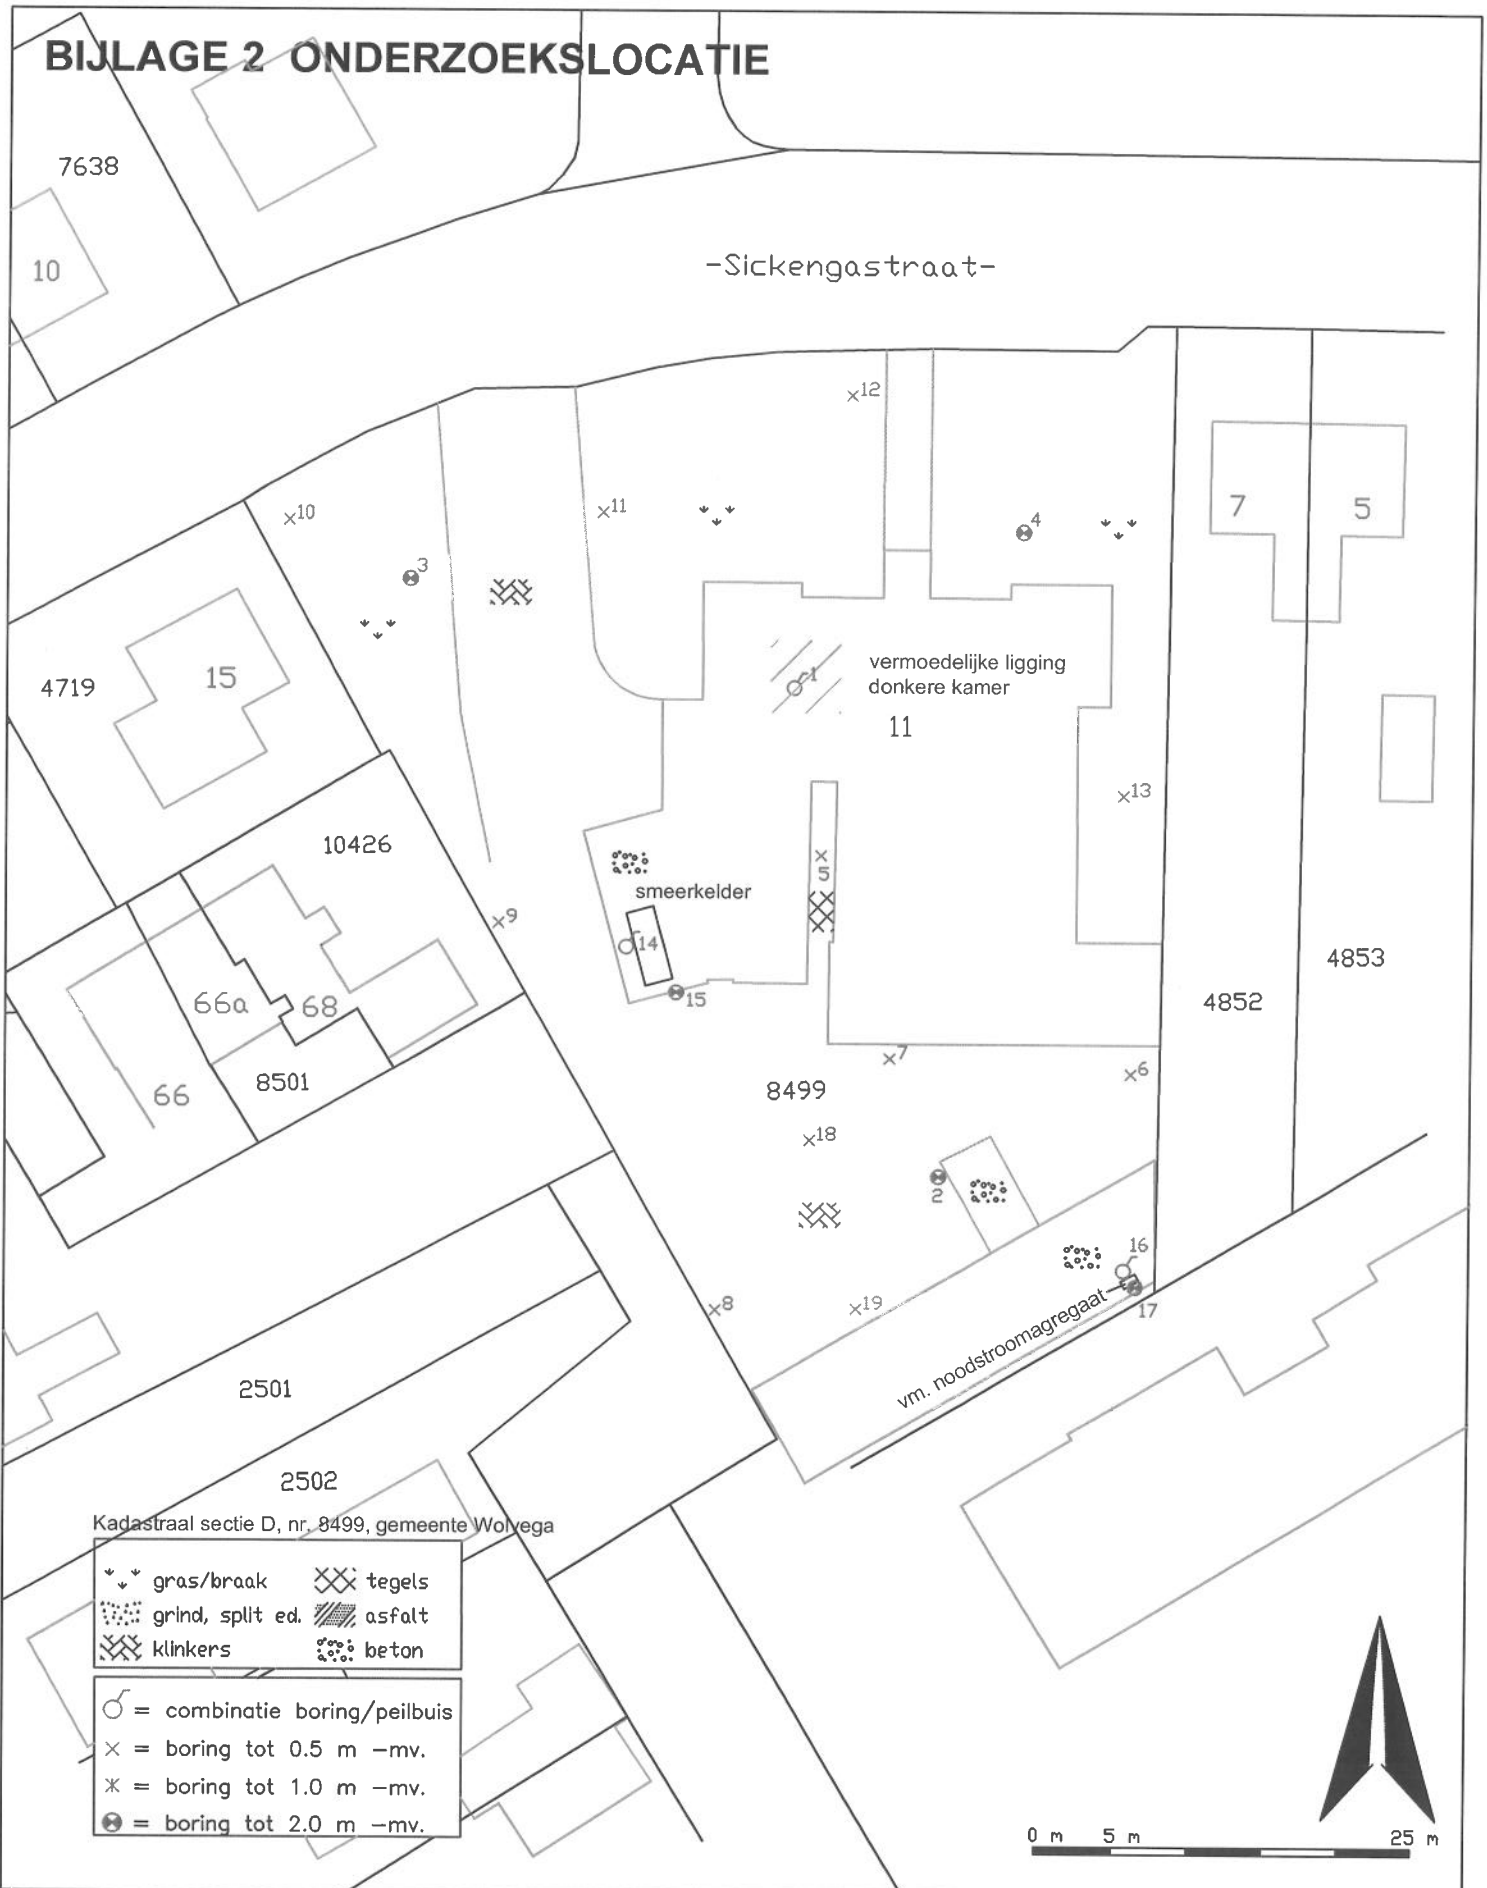 BIJLAGE 2 ONDERZOEKSLOCATIE
7638
10
-Sickengastraat-
12
10
11
4
7
5
3
15
4719
1
vermoedelijke ligging
donkere kamer
11
13
10426
5
smeerkelder
9
14
15
4853
4852
66a
68
66
8501
7
6
8499
18
2
16
8
19
17
vm. noodstroomagregaat
2501
2502
Kadastraal sectie D, nr. 8499, gemeente Wolvega
gras/braak
tegels
grind, split ed.
asfalt
klinkers
beton
= combinatie boring/peilbuis
= boring tot 0.5 m -mv.
= boring tot 1.0 m -mv.
= boring tot 2.0 m -mv.
0 m 5 m 25 m